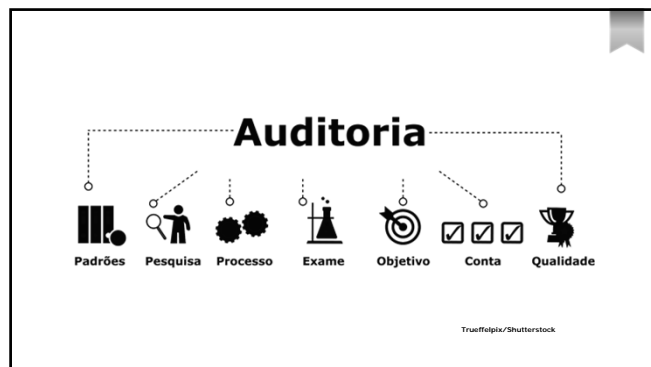 Auditoria
Padrões Pesquisa Processo Exame Objetivo Conta Qualidade
Trueffelpix/Shutterstock